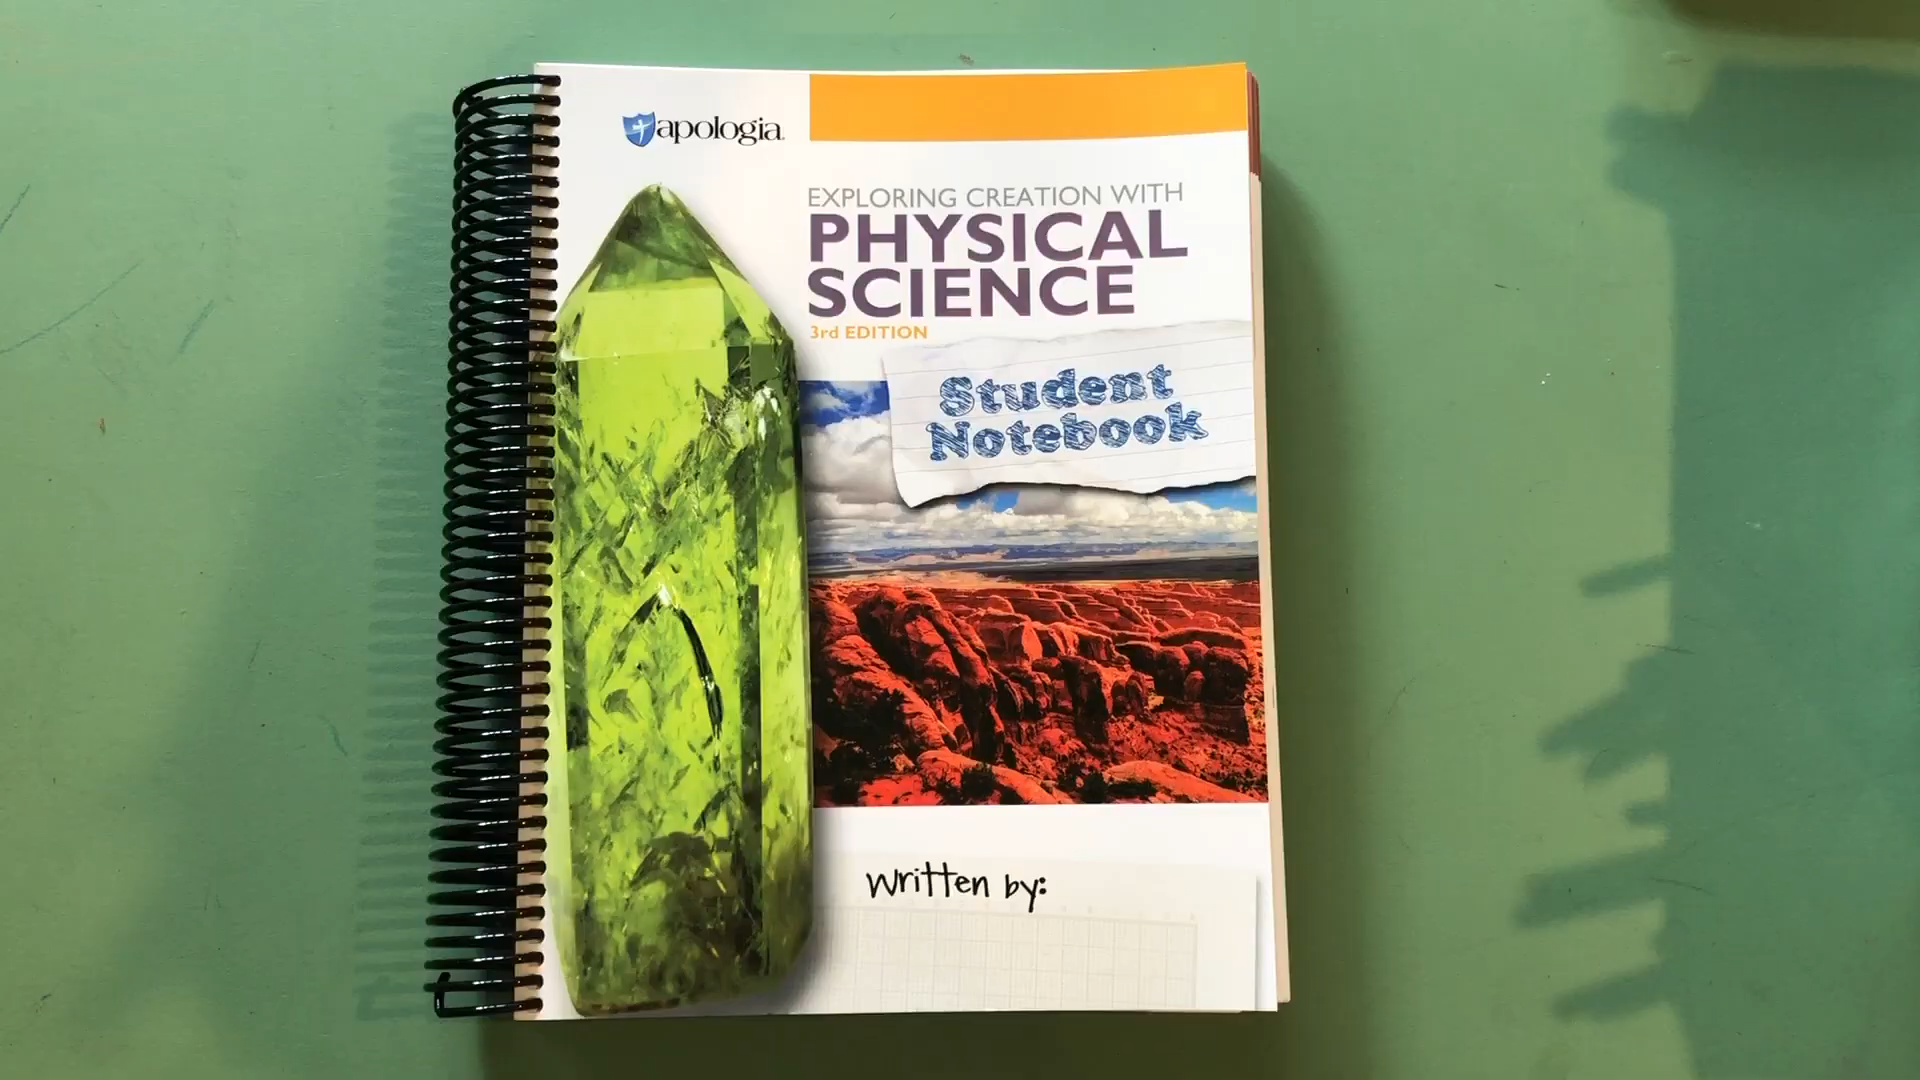 apologia
EXPLORING CREATION WITH
PHYSICAL
SCIENCE
3rd EDITION
Student
Notebook
written by: